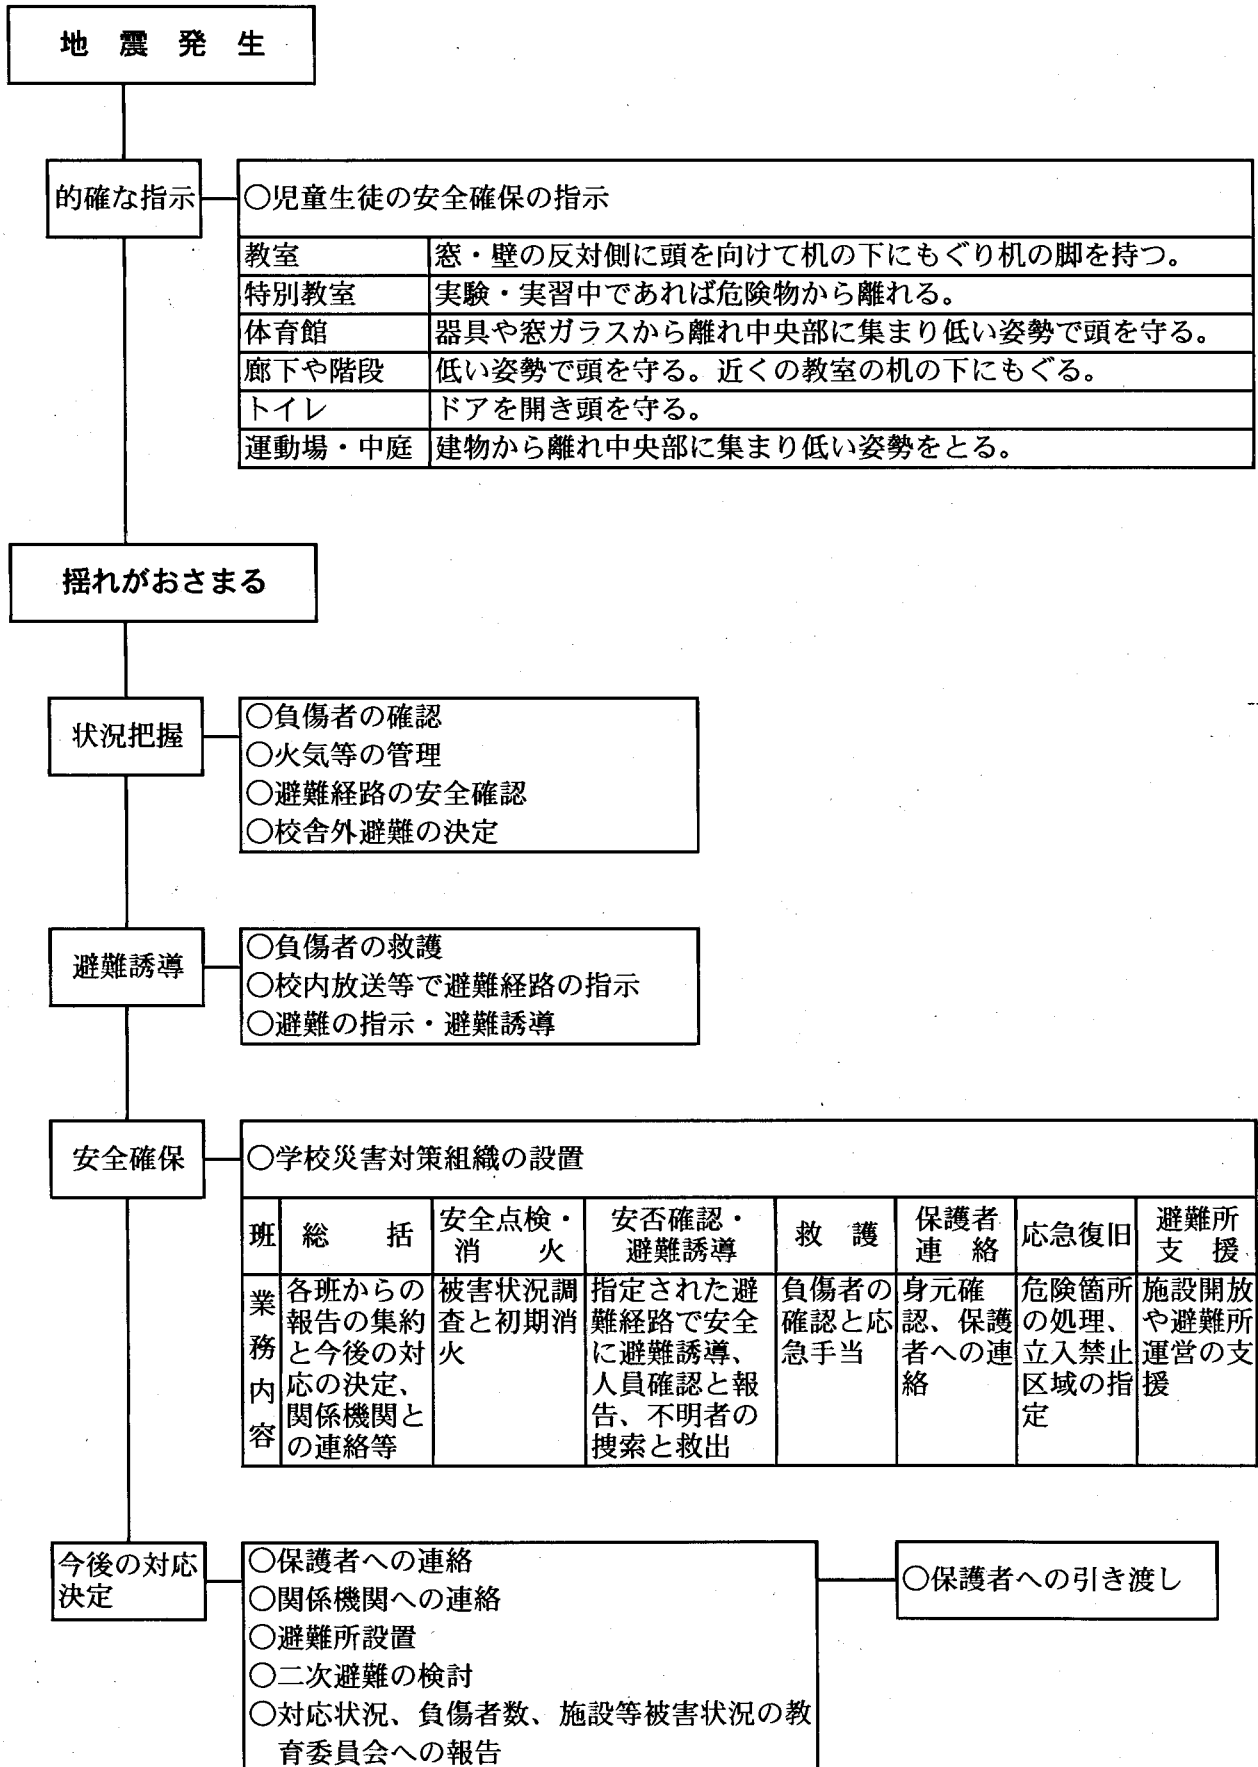 地震発生
的確な指示
○児童生徒の安全確保の指示
教室 窓・壁の反対側に頭を向けて机の下にもぐり机の脚を持つ。
特別教室 実験・実習中であれば危険物から離れる。
体育館 器具や窓ガラスから離れ中央部に集まり低い姿勢で頭を守る。
廊下や階段 低い姿勢で頭を守る。近くの教室の机の下にもぐる。
トイレ ドアを開き頭を守る。
運動場・中庭 建物から離れ中央部に集まり低い姿勢をとる。
揺れがおさまる
状況把握
○負傷者の確認
○火気等の管理
○避難経路の安全確認
○校舎外避難の決定
避難誘導
○負傷者の救護
○校内放送等で避難経路の指示
○避難の指示・避難誘導
安全確保
○学校災害対策組織の設置
班
総括
安全点検・
消火
安否確認・
避難誘導
救護
保護者
連絡
応急復旧
避難所
支援
業務内容
各班からの
報告の集約
と今後の対
応の決定、
関係機関と
の連絡等
被害状況調
査と初期消
火
指定された避
難経路で安全
に避難誘導、
人員確認と報
告、不明者の
捜索と救出
負傷者の
確認と応
急手当
身元確
認、保護
者への連
絡
危険箇所
の処理、
立入禁止
区域の指
定
施設開放
や避難所
運営の支
援
今後の対応
決定
○保護者への連絡
○関係機関への連絡
○避難所設置
○二次避難の検討
○対応状況、負傷者数、施設等被害状況の教
育委員会への報告
○保護者への引き渡し